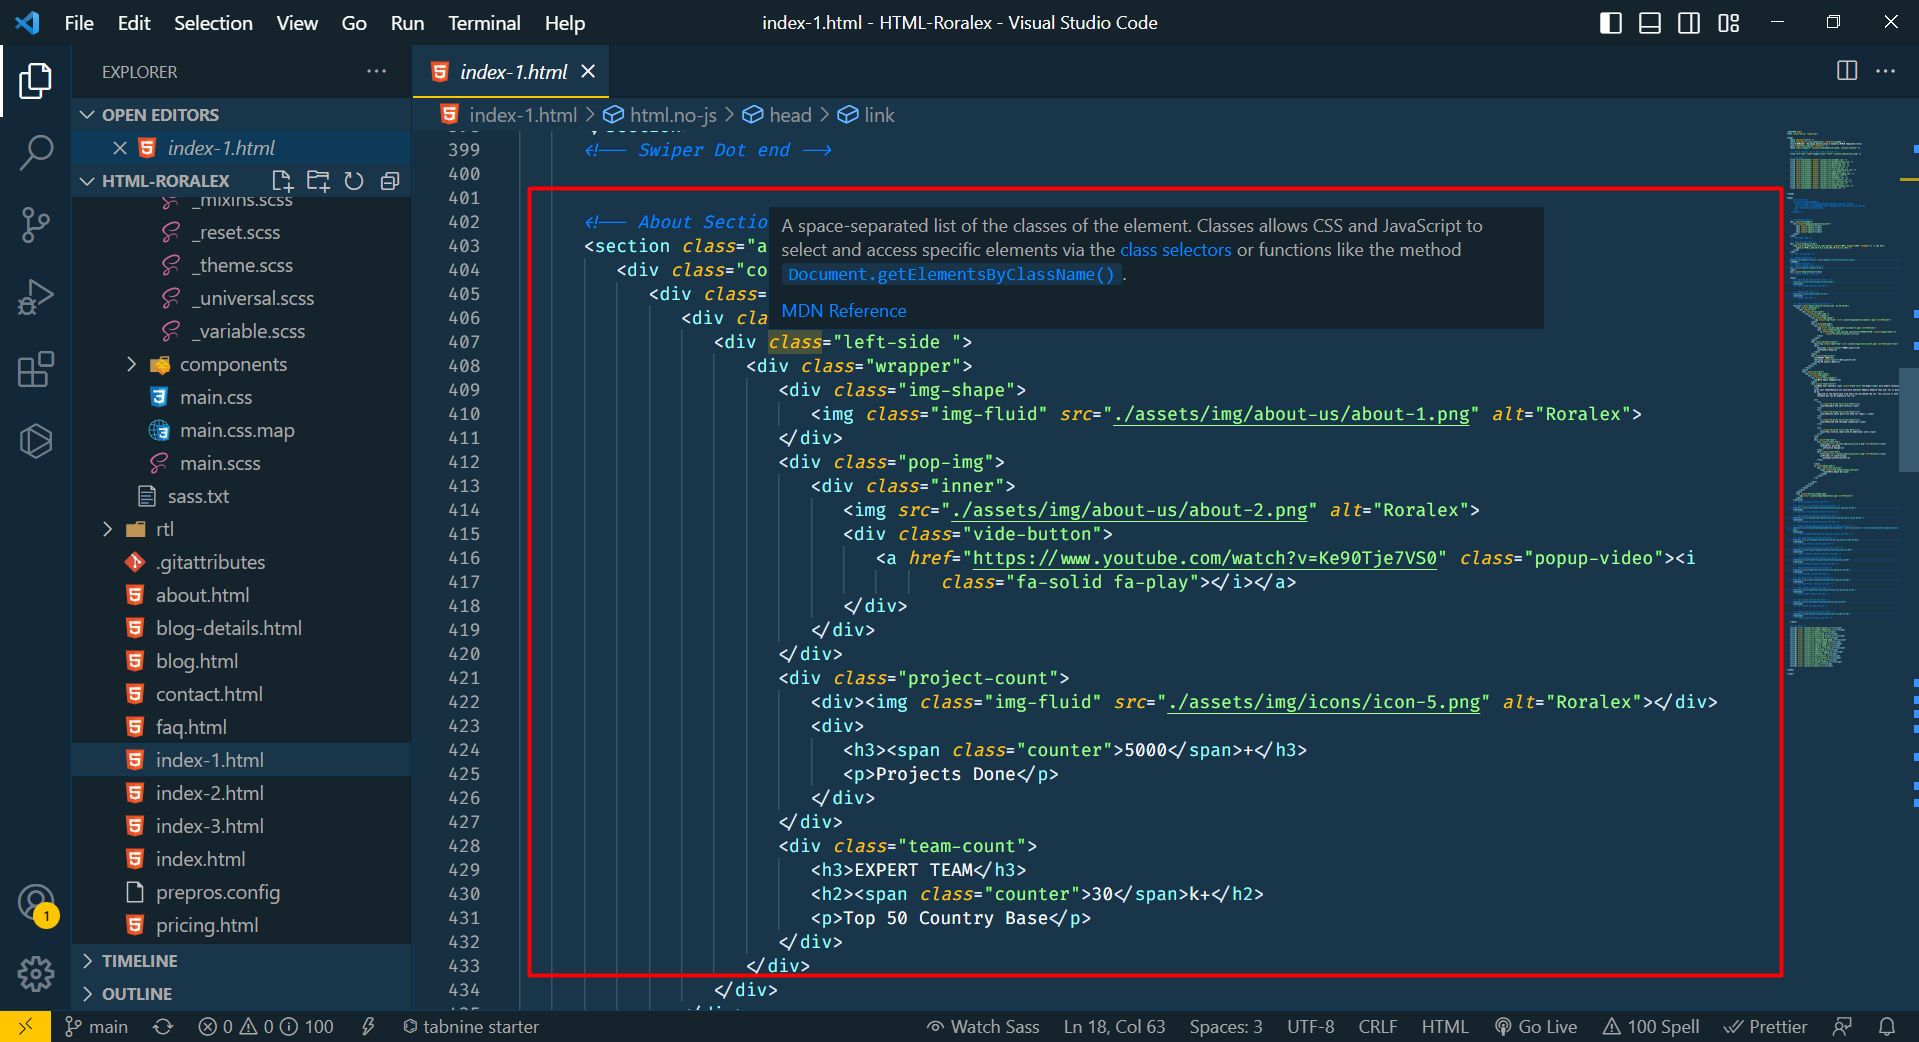 File Edit Selection View Go Run Terminal Help
index-1.html - HTML-Roralex - Visual Studio Code
EXPLORER
OPEN EDITORS
index-1.html
HTML-RORALEX
_mixins.scss
_reset.scss
_theme.scss
_universal.scss
_variable.scss
components
main.css
main.css.map
main.scss
sass.txt
rtl
.gitattributes
about.html
blog-details.html
blog.html
contact.html
faq.html
index-1.html
index-2.html
index-3.html
index.html
prepros.config
pricing.html
TIMELINE
OUTLINE
1
index-1.html
index-1.html > html.no-js > head > link
399 <!-- Swiper Dot end -->
400
401
402 <!-- About Sectio
403 <section class="a
404 <div class="co
405 <div class=
406 <div cla
A space-separated list of the classes of the element. Classes allows CSS and JavaScript to
select and access specific elements via the class selectors or functions like the method
Document.getElementsByClassName().
MDN Reference
407 <div class="left-side ">
408 <div class="wrapper">
409 <div class="img-shape">
410 <img class="img-fluid" src="./assets/img/about-us/about-1.png" alt="Roralex">
411 </div>
412 <div class="pop-img">
413 <div class="inner">
414 <img src="./assets/img/about-us/about-2.png" alt="Roralex">
415 <div class="vide-button">
416 <a href="https://www.youtube.com/watch?v=Ke90Tje7VS0" class="popup-video"><i
417 class="fa-solid fa-play"></i></a>
418 </div>
419 </div>
420 </div>
421 <div class="project-count">
422 <div><img class="img-fluid" src="./assets/img/icons/icon-5.png" alt="Roralex"></div>
423 <div>
424 <h3><span class="counter">5000</span>+</h3>
425 <p>Projects Done</p>
426 </div>
427 </div>
428 <div class="team-count">
429 <h3>EXPERT TEAM</h3>
430 <h2><span class="counter">30</span>k+</h2>
431 <p>Top 50 Country Base</p>
432 </div>
433 </div>
434 </div>
main 0 0 100 tabnine starter Watch Sass Ln 18, Col 63 Spaces: 3 UTF-8 CRLF HTML Go Live 100 Spell Prettier